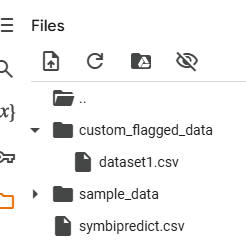 Files
..
custom_flagged_data
dataset1.csv
sample_data
symbipredict.csv